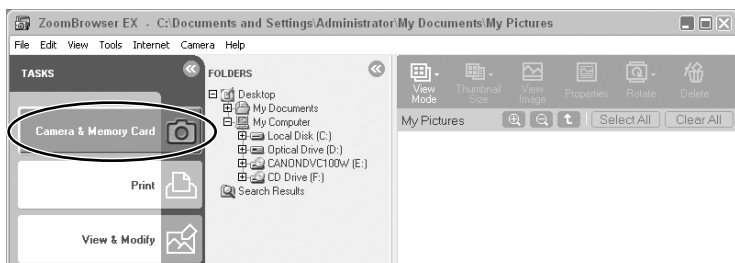 ZoomBrowser EX - C:\Documents and Settings\Administrator\My Documents\My Pictures
File Edit View Tools Internet Camera Help
TASKS
Camera & Memory Card
Print
View & Modify
FOLDERS
Desktop
My Documents
My Computer
Local Disk (C:)
Optical Drive (D:)
CANONDVC100W (E:)
CD Drive (F:)
Search Results
View Mode
Thumbnail Size
View Image
Properties
Rotate
Delete
My Pictures
Select All
Clear All